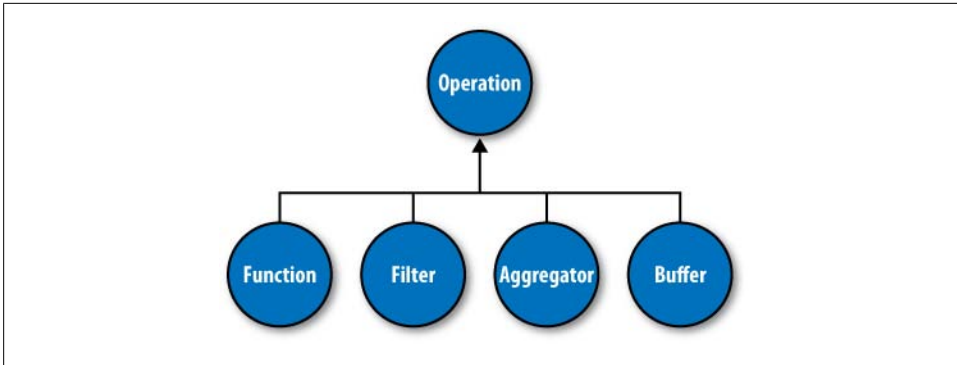 Operation
Function
Filter
Aggregator
Buffer